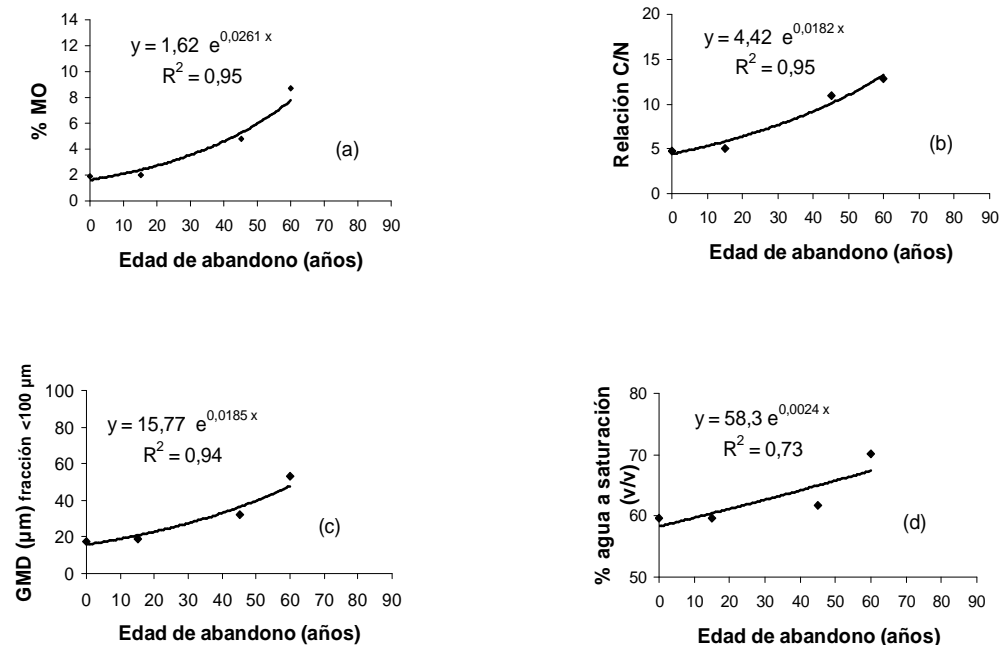 % MO
14
12
10
8
6
4
2
0
y = 1,62 e^0,0261 x
R² = 0,95
(a)
0 10 20 30 40 50 60 70 80 90
Edad de abandono (años)
Relación C/N
20
15
10
5
0
y = 4,42 e^0,0182 x
R² = 0,95
(b)
0 10 20 30 40 50 60 70 80 90
Edad de abandono (años)
GMD (µm) fracción <100 µm
100
80
60
40
20
0
y = 15,77 e^0,0185 x
R² = 0,94
(c)
0 10 20 30 40 50 60 70 80 90
Edad de abandono (años)
% agua a saturación
(v/v)
80
70
60
50
y = 58,3 e^0,0024 x
R² = 0,73
(d)
0 10 20 30 40 50 60 70 80 90
Edad de abandono (años)